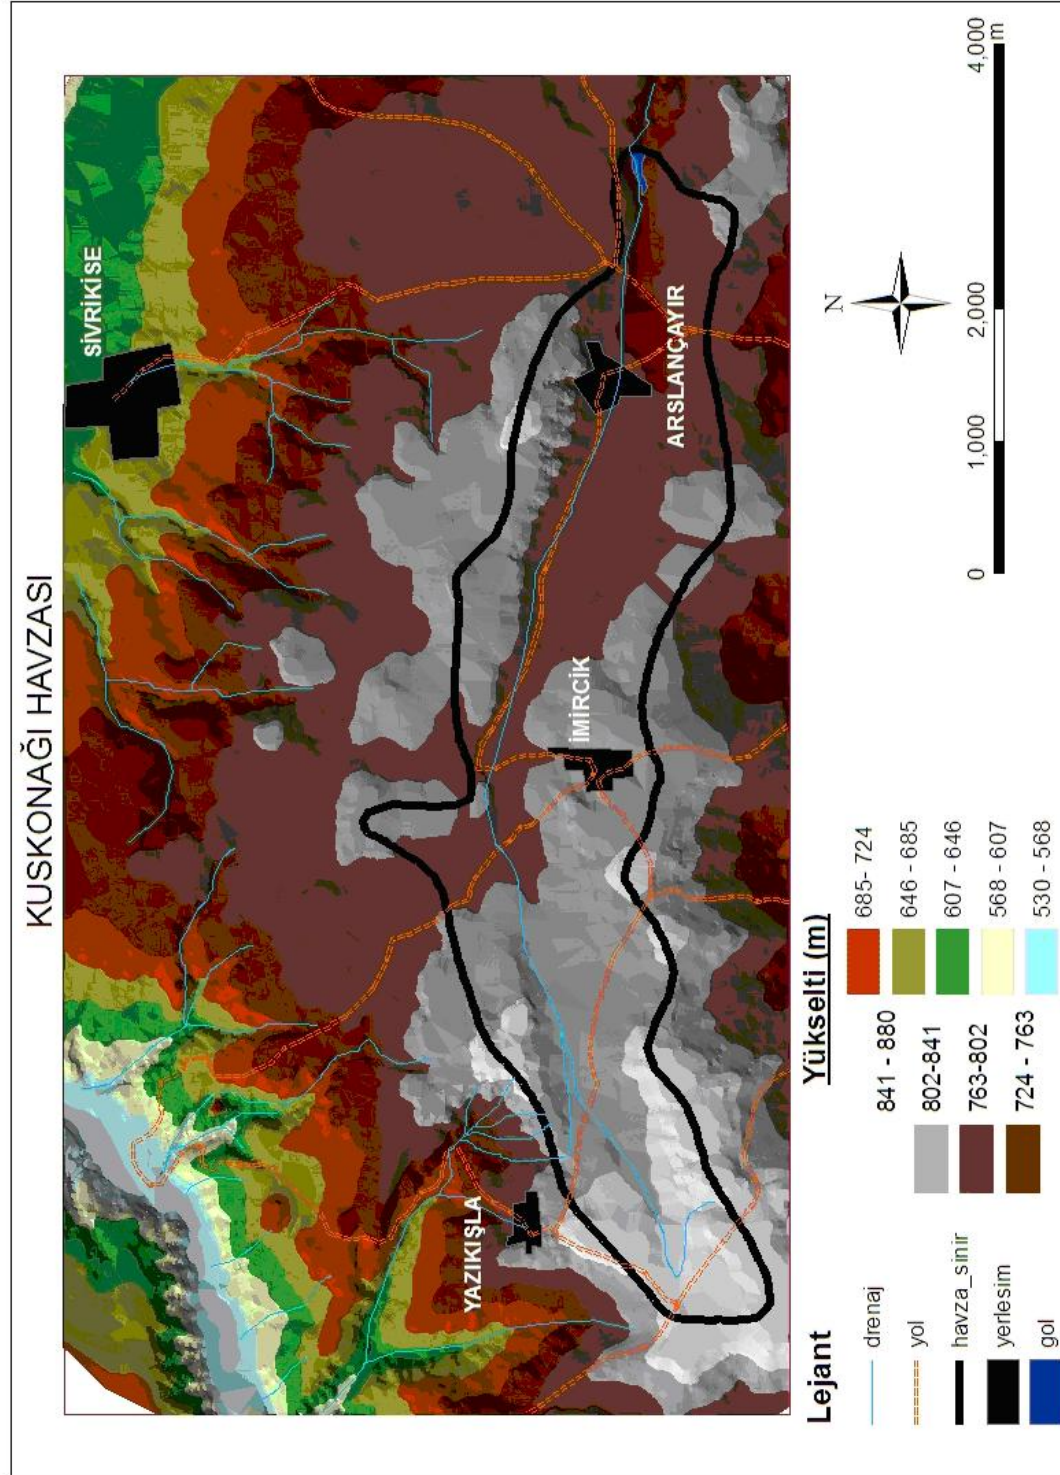 KUSKONAĞI HAVZASI
SİVRİKİSE
ARSLANÇAYIR
İMİRCİK
YAZIKIŞLA
N
0 1,000 2,000 4,000
m
Lejant
drenaj
yol
havza_sinir
yerlesim
gol
Yükselti (m)
841 - 880
802-841
763-802
724 - 763
685- 724
646 - 685
607 - 646
568 - 607
530 - 568